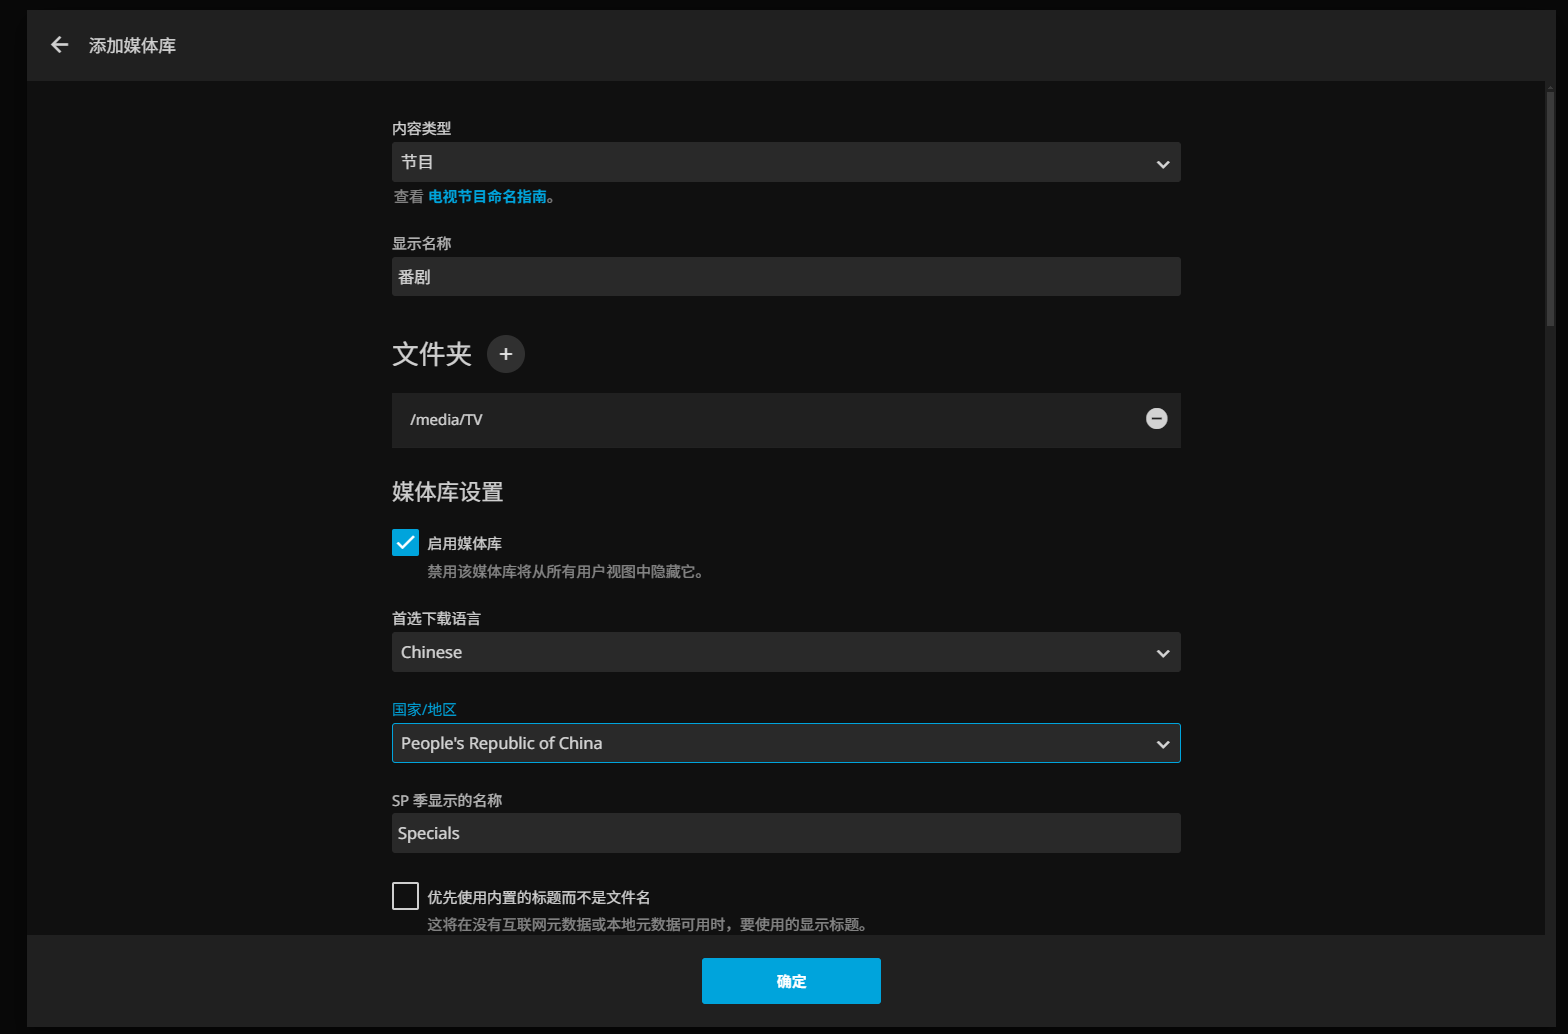 添加媒体库
内容类型
节目
查看 电视节目命名指南。
显示名称
番剧
文件夹
/media/TV
媒体库设置
启用媒体库
禁用该媒体库将从所有用户视图中隐藏它。
首选下载语言
Chinese
国家/地区
People's Republic of China
SP 季显示的名称
Specials
优先使用内置的标题而不是文件名
这将在没有互联网元数据或本地元数据可用时，要使用的显示标题。
确定